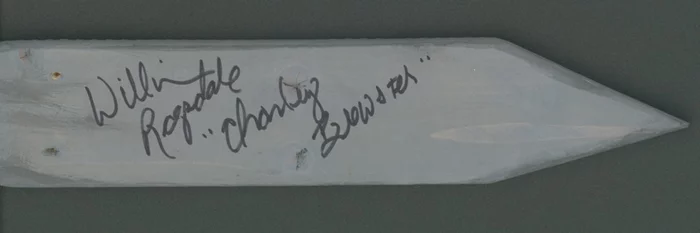 William
Ragsdale
"Charley
Brewster"